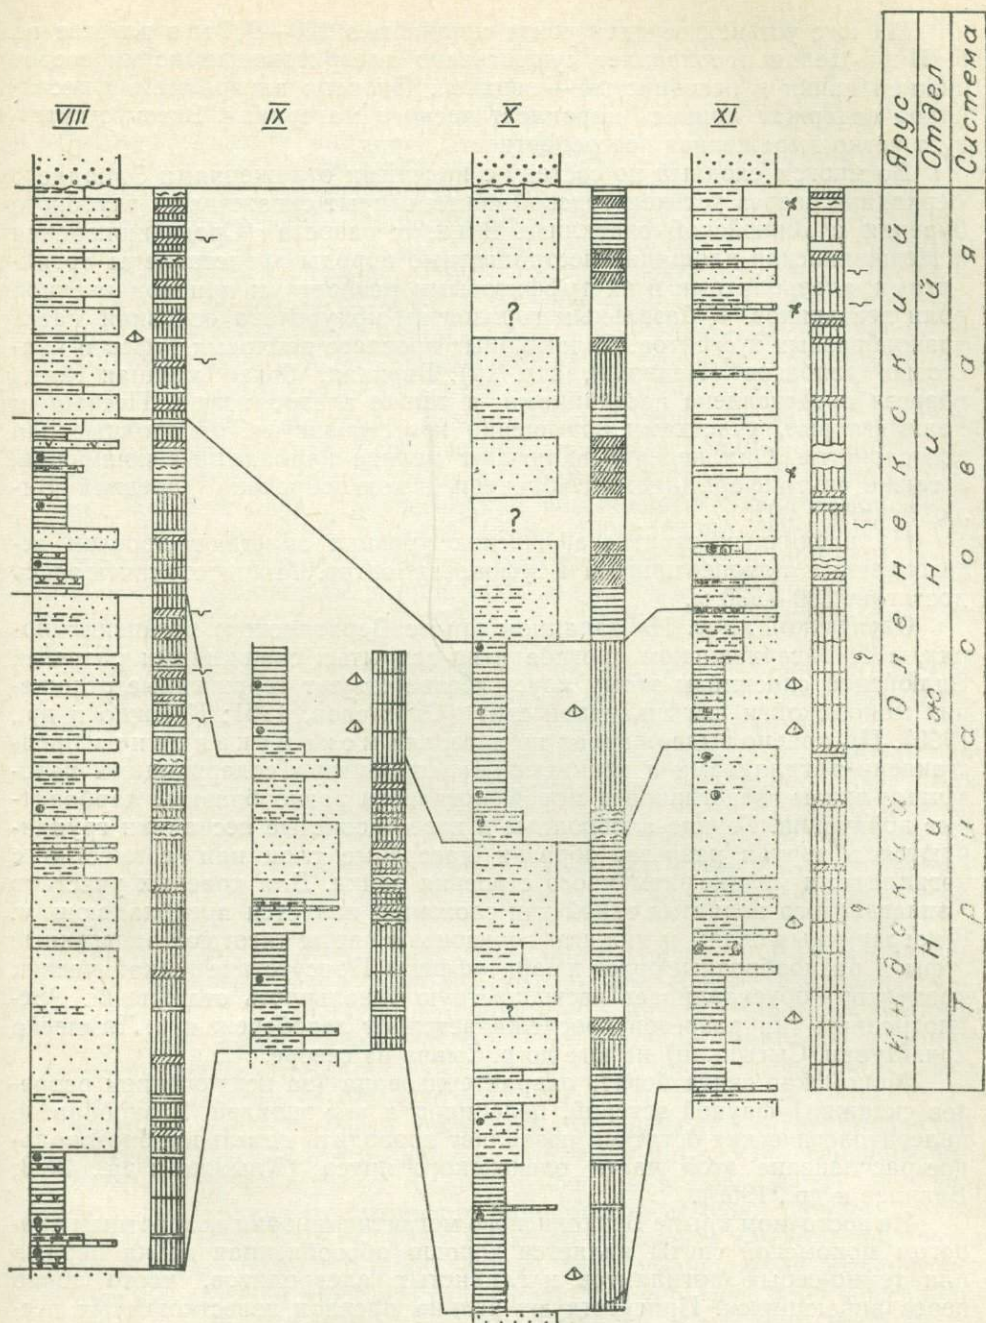 VIII
IX
X
XI
Ярус
Отдел
Система
Индский Оленекский
Нижний
Триасовая
?
?
?